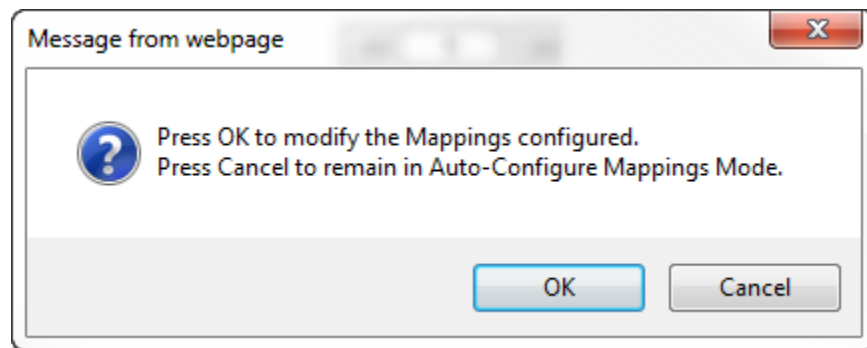 Message from webpage
Press OK to modify the Mappings configured.
Press Cancel to remain in Auto-Configure Mappings Mode.
OK
Cancel